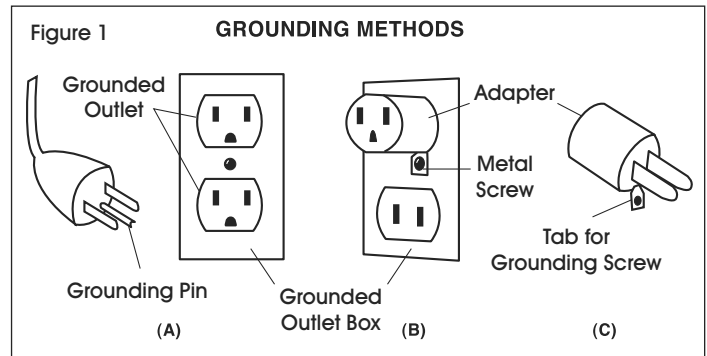 Figure 1
GROUNDING METHODS
Grounded
Outlet
Adapter
Metal
Screw
Tab for
Grounding Screw
Grounding Pin
Grounded
Outlet Box
(A)
(B)
(C)